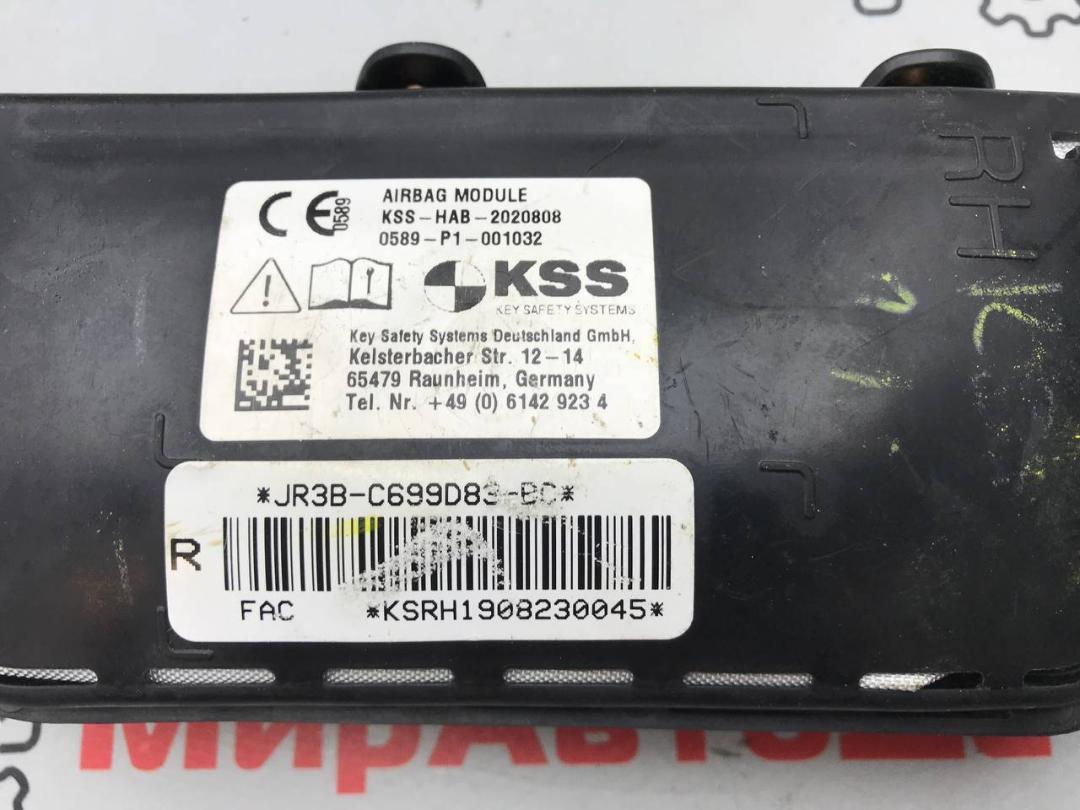 RH
CE 0589
AIRBAG MODULE
KSS-HAB-2020808
0589-P1-001032
KSS
KEY SAFETY SYSTEMS
Key Safety Systems Deutschland GmbH,
Kelsterbacher Str. 12-14
65479 Raunheim, Germany
Tel. Nr. +49 (0) 6142 923 4
*JR3B-C699D83-BC*
R
FAC *KSRH1908230045*